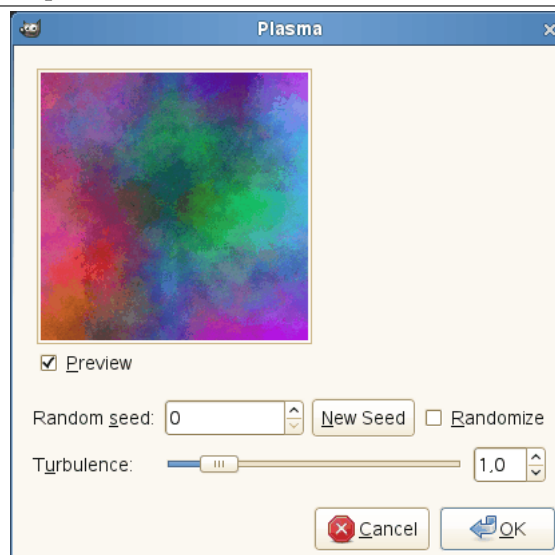 Plasma
Preview
Random seed: 0 New Seed Randomize
Turbulence: 1,0
Cancel OK